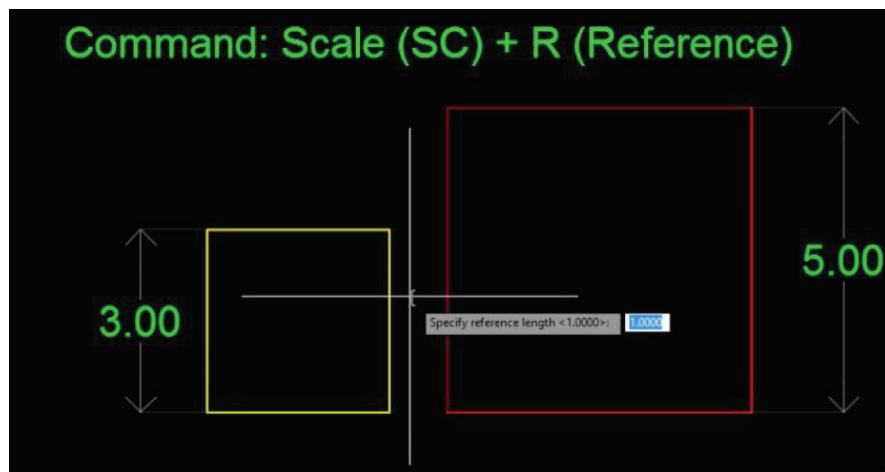 Command: Scale (SC) + R (Reference)
5.00
3.00
Specify reference length <1.0000>: 1.0000